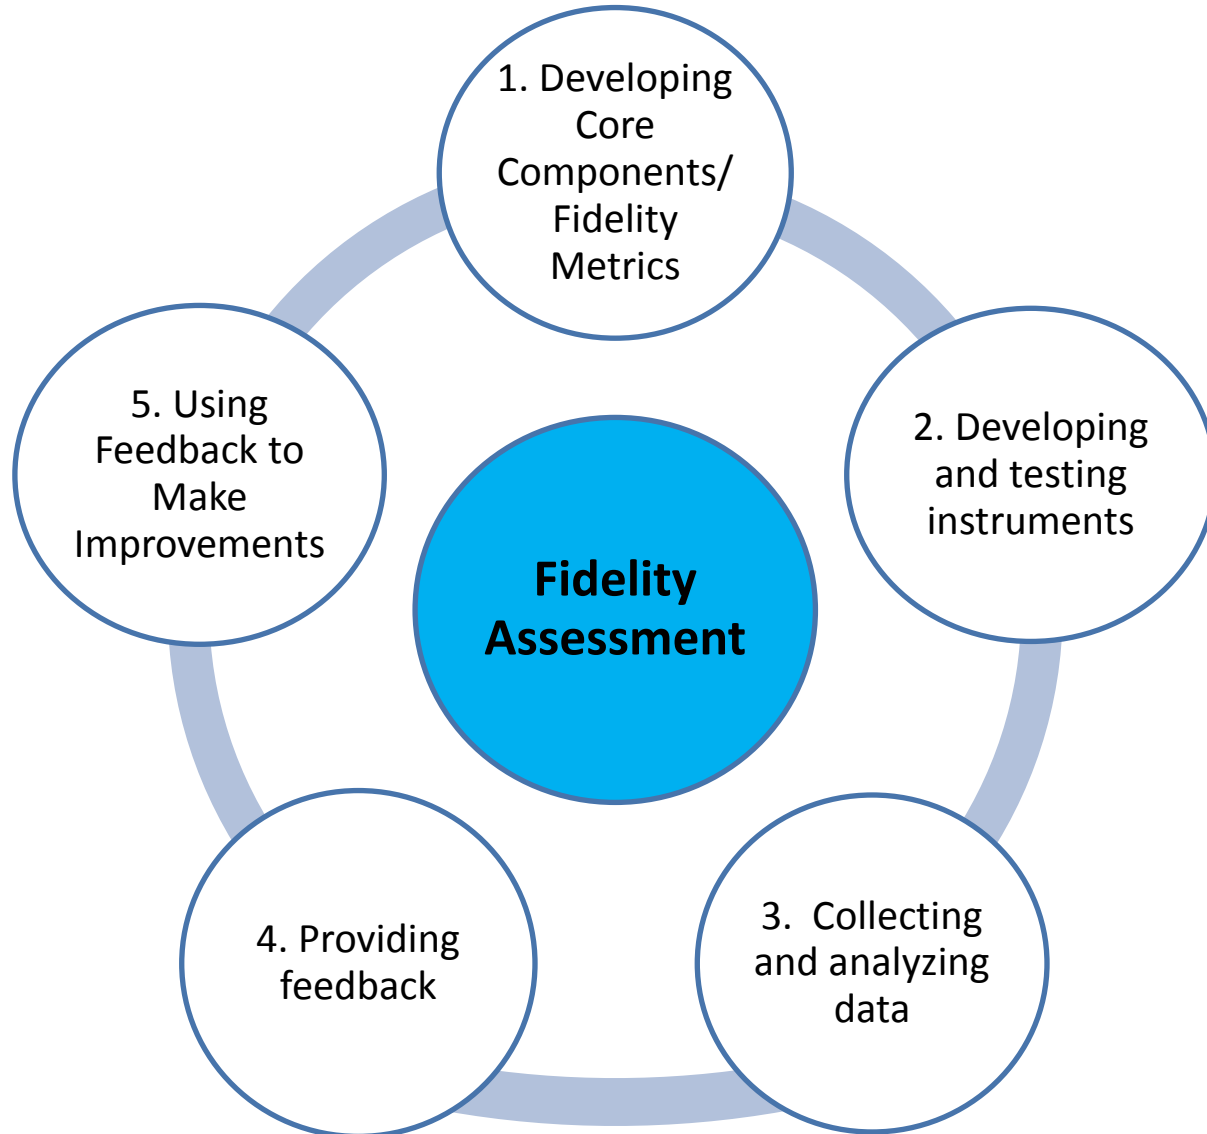 1. Developing
Core
Components/
Fidelity
Metrics
2. Developing
and testing
instruments
3.  Collecting
and analyzing
data
4. Providing
feedback
5. Using
Feedback to
Make
Improvements
Fidelity
Assessment